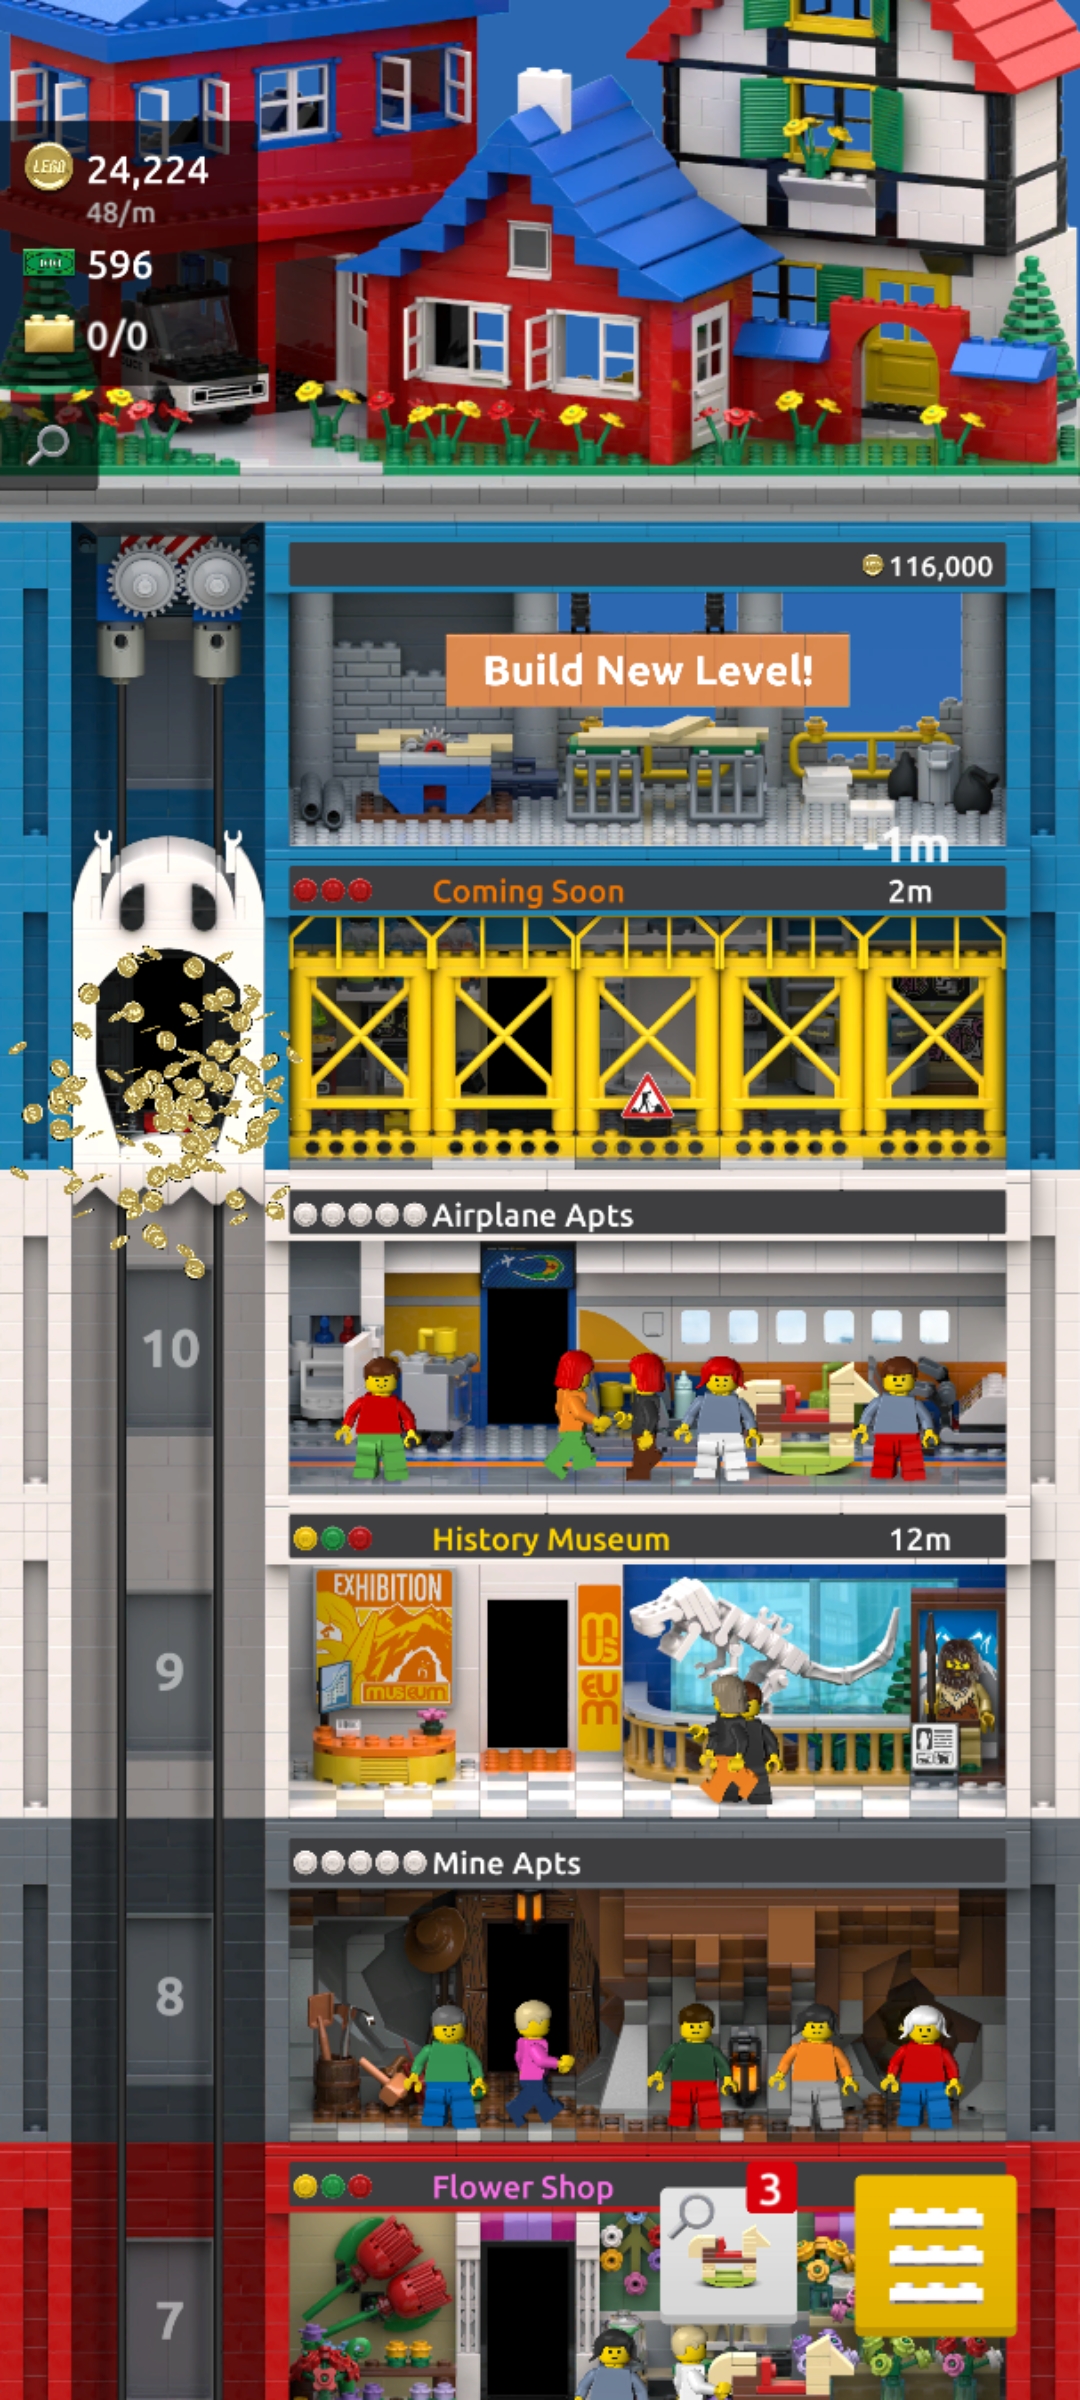 LEGO 24,224
48/m
596
0/0
116,000
Build New Level!
-1m
Coming Soon 2m
Airplane Apts
10
History Museum 12m
EXHIBITION
museum
MUSEUM
9
Mine Apts
8
Flower Shop
3
7